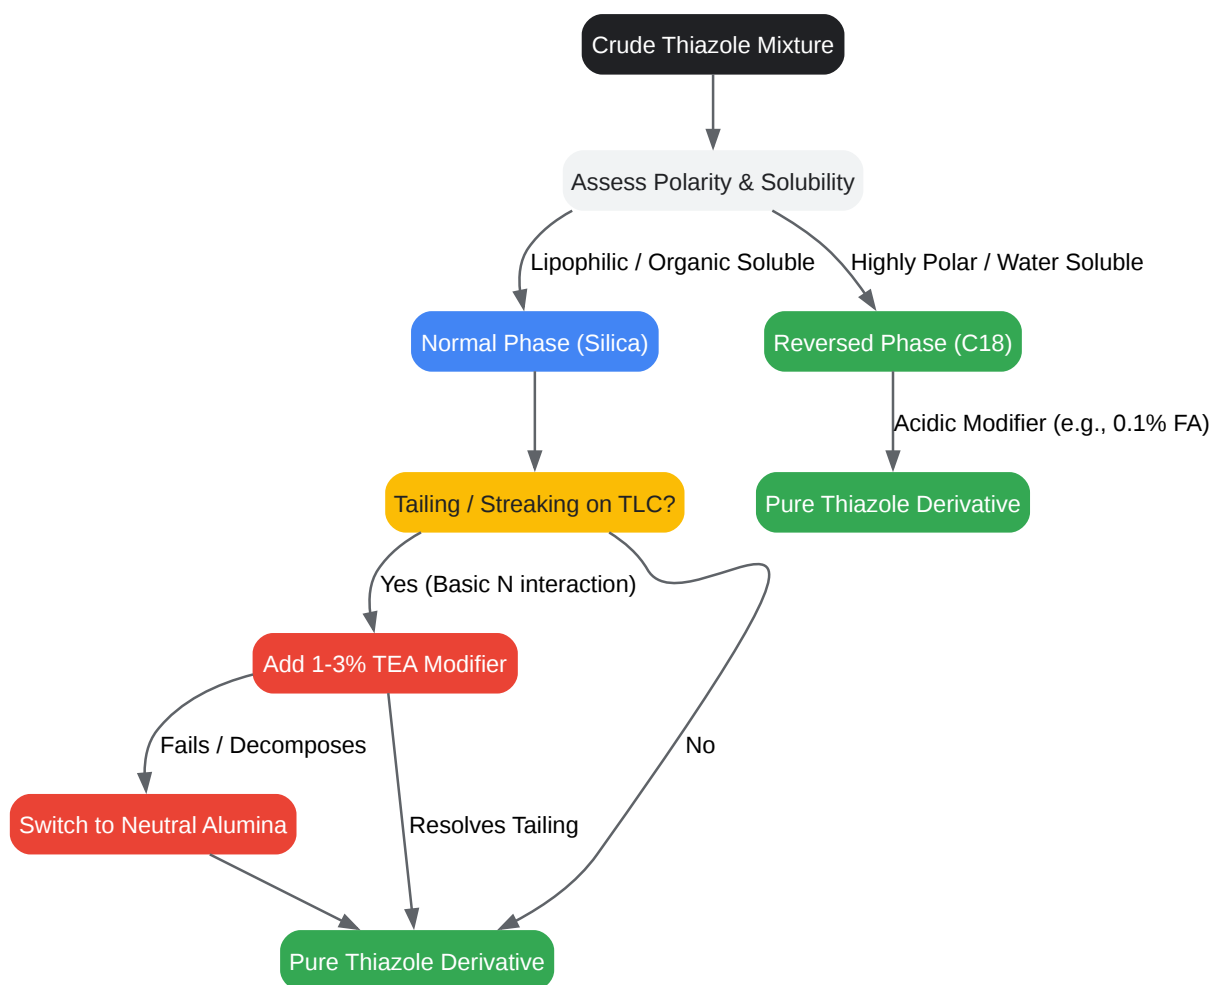 Crude Thiazole Mixture
Assess Polarity & Solubility
Lipophilic / Organic Soluble
Highly Polar / Water Soluble
Normal Phase (Silica)
Reversed Phase (C18)
Acidic Modifier (e.g., 0.1% FA)
Tailing / Streaking on TLC?
Pure Thiazole Derivative
Yes (Basic N interaction)
Add 1-3% TEA Modifier
Fails / Decomposes
No
Switch to Neutral Alumina
Resolves Tailing
Pure Thiazole Derivative